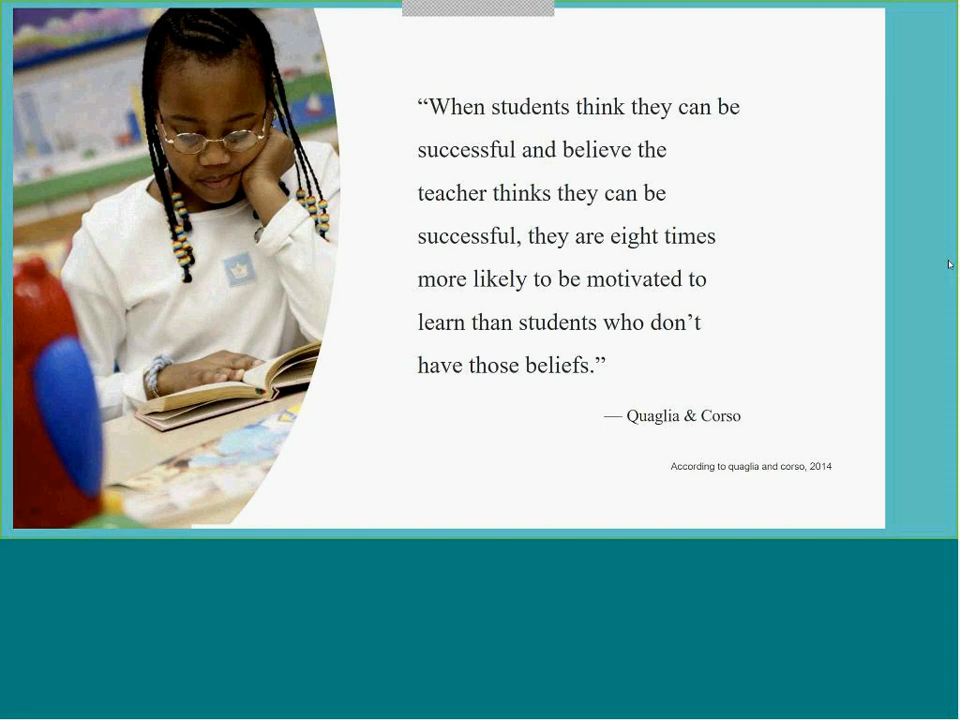 “When students think they can be
successful and believe the
teacher thinks they can be
successful, they are eight times
more likely to be motivated to
learn than students who don’t
have those beliefs.”
— Quaglia & Corso
According to quaglia and corso, 2014